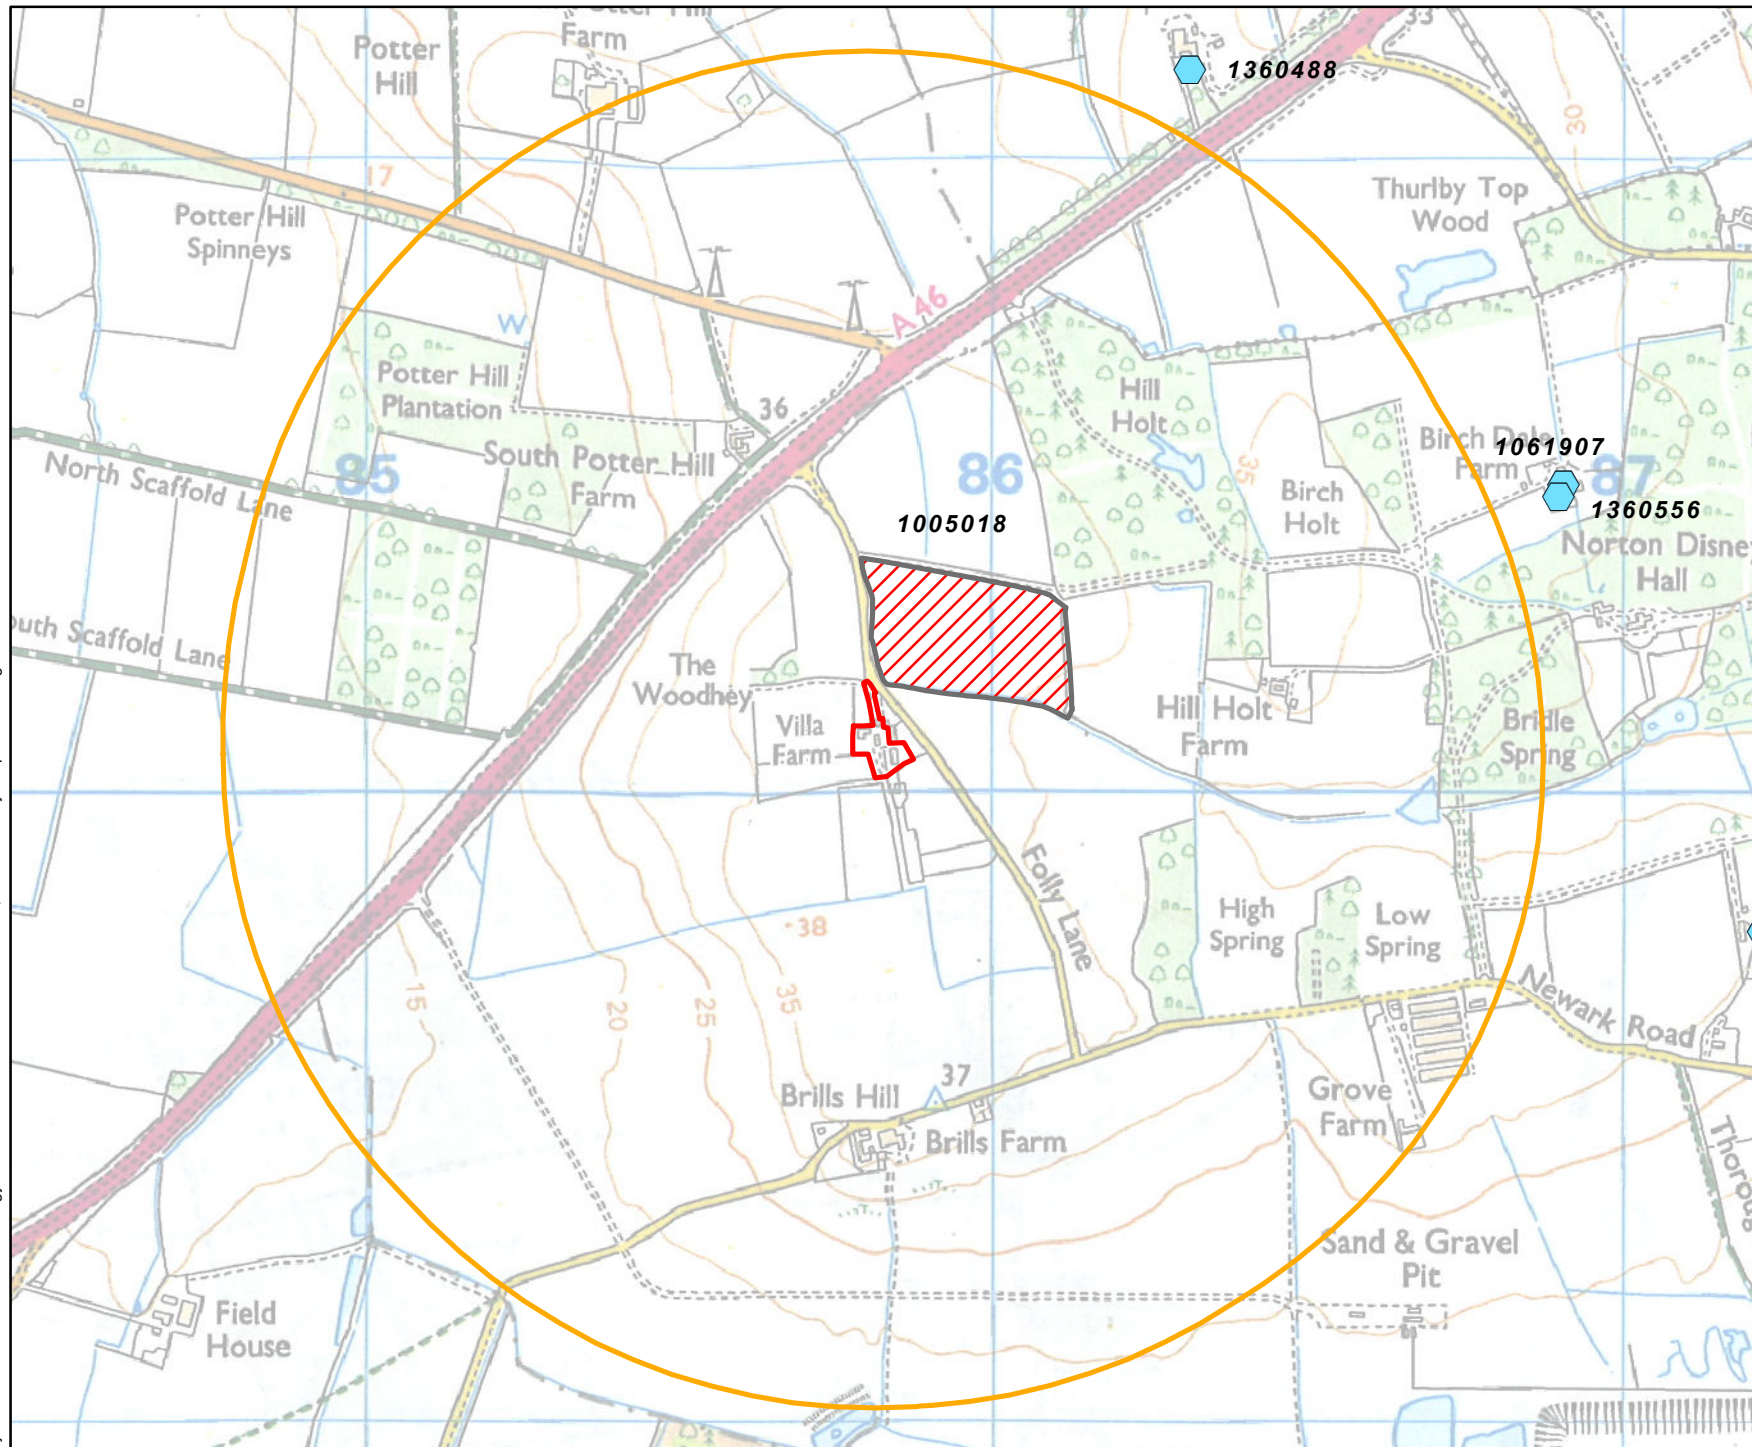 Farm
33
Potter
Hill
1360488
30
17
Thurlby Top
Wood
Potter Hill
Spinneys
A 46
W
Potter Hill
Plantation
36
Hill
Holt
South Potter Hill
Farm
85
86
87
35
Birch Dale
Farm
1061907
1360556
North Scaffold Lane
Birch
Holt
1005018
Norton Disney
Hall
South Scaffold Lane
The
Woodhey
Villa
Farm
Hill Holt
Farm
Bridle
Spring
Folly Lane
High
Spring
Low
Spring
38
15
20
25
35
Newark Road
37
Brills Hill
Brills Farm
Grove
Farm
Sand & Gravel
Pit
Field
House